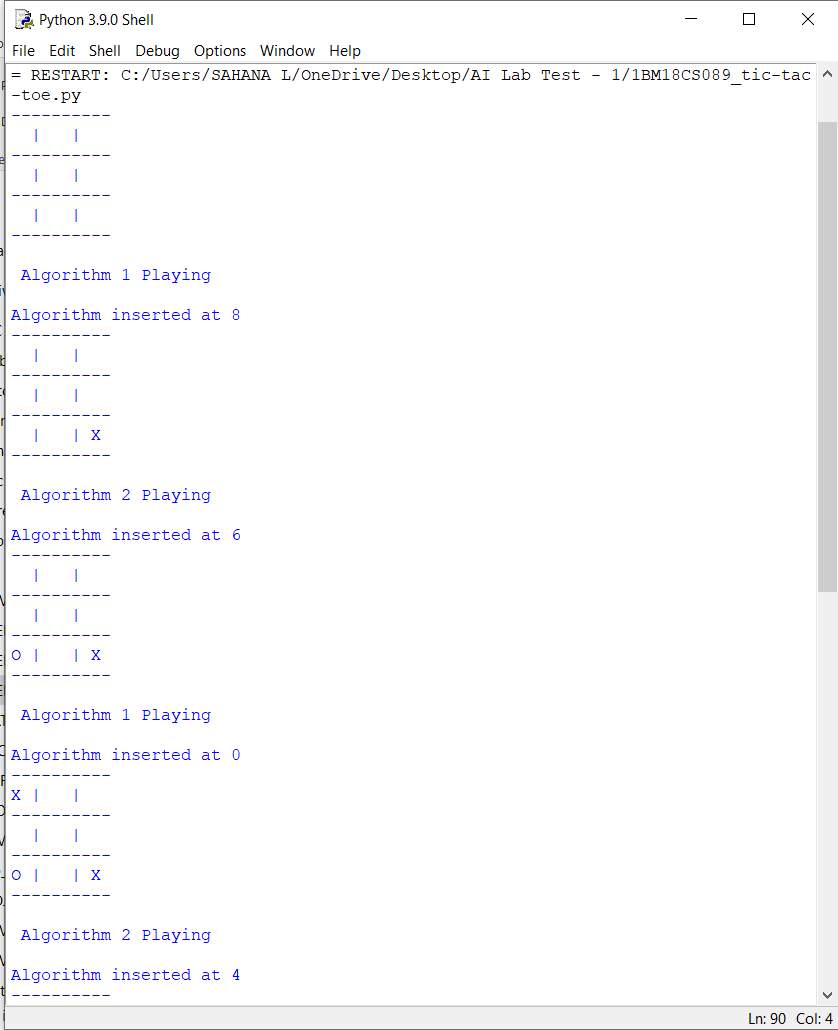 Python 3.9.0 Shell
File Edit Shell Debug Options Window Help
= RESTART: C:/Users/SAHANA L/OneDrive/Desktop/AI Lab Test - 1/1BM18CS089_tic-tac
-toe.py
----------
  |   |
----------
  |   |
----------
  |   |
----------
 Algorithm 1 Playing
Algorithm inserted at 8
----------
  |   |
----------
  |   |
----------
  |   | X
----------
 Algorithm 2 Playing
Algorithm inserted at 6
----------
  |   |
----------
  |   |
----------
O |   | X
----------
 Algorithm 1 Playing
Algorithm inserted at 0
----------
X |   |
----------
  |   |
----------
O |   | X
----------
 Algorithm 2 Playing
Algorithm inserted at 4
----------
Ln: 90 Col: 4